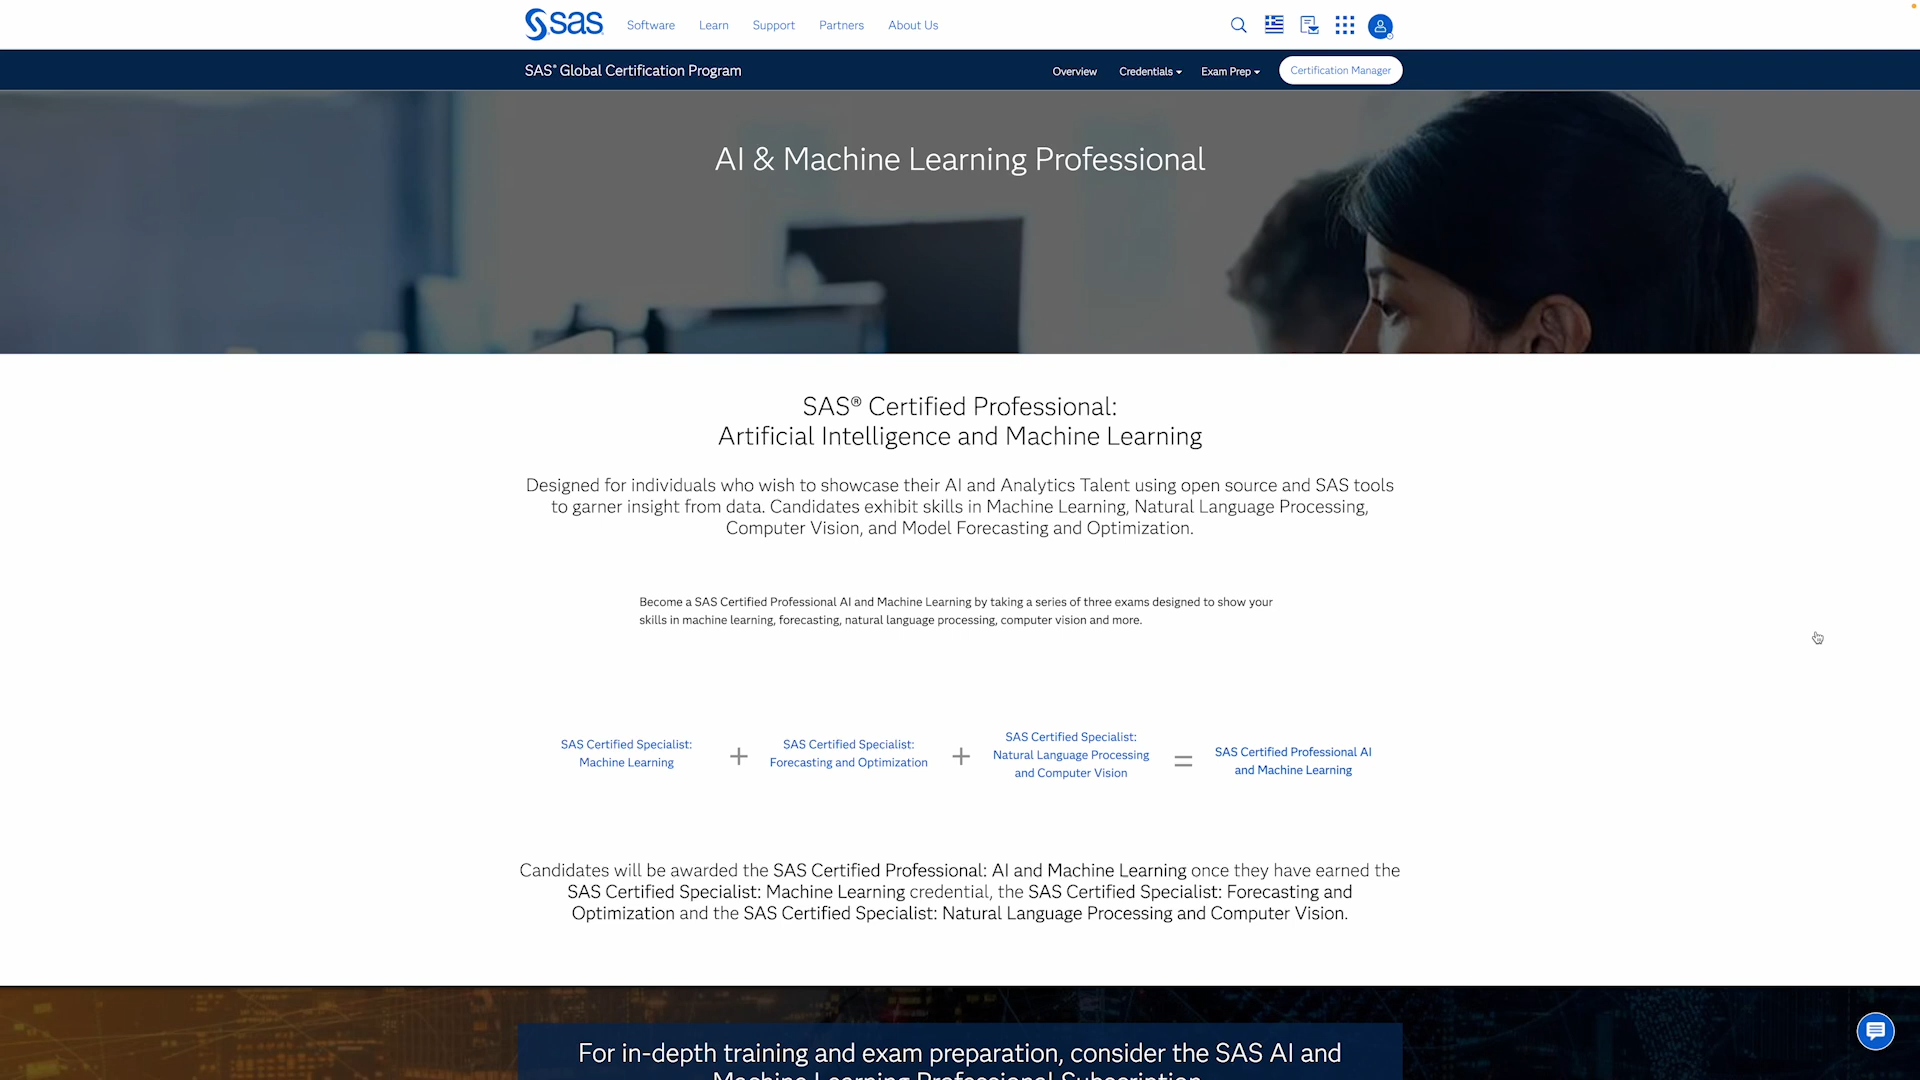 sas
Software
Learn
Support
Partners
About Us
SAS® Global Certification Program
Overview
Credentials
Exam Prep
Certification Manager
AI & Machine Learning Professional
SAS® Certified Professional:
Artificial Intelligence and Machine Learning
Designed for individuals who wish to showcase their AI and Analytics Talent using open source and SAS tools
to garner insight from data. Candidates exhibit skills in Machine Learning, Natural Language Processing,
Computer Vision, and Model Forecasting and Optimization.
Become a SAS Certified Professional AI and Machine Learning by taking a series of three exams designed to show your
skills in machine learning, forecasting, natural language processing, computer vision and more.
SAS Certified Specialist:
Machine Learning
+
SAS Certified Specialist:
Forecasting and Optimization
+
SAS Certified Specialist:
Natural Language Processing
and Computer Vision
=
SAS Certified Professional AI
and Machine Learning
Candidates will be awarded the SAS Certified Professional: AI and Machine Learning once they have earned the
SAS Certified Specialist: Machine Learning credential, the SAS Certified Specialist: Forecasting and
Optimization and the SAS Certified Specialist: Natural Language Processing and Computer Vision.
For in-depth training and exam preparation, consider the SAS AI and
Machine Learning Professional Subscription